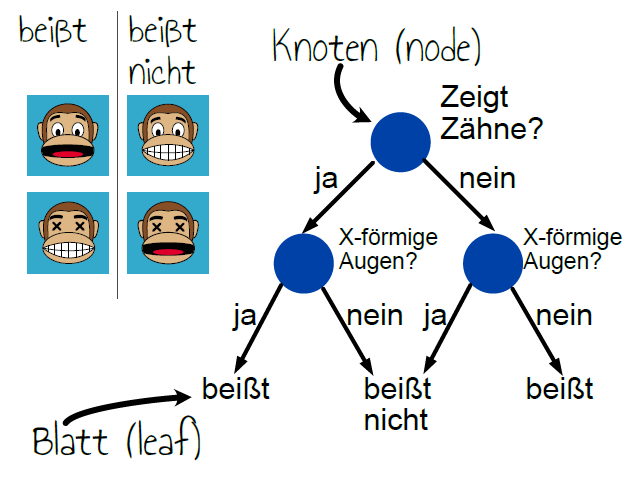 beißt
beißt
nicht
Knoten (node)
Zeigt
Zähne?
ja
nein
X-förmige
Augen?
X-förmige
Augen?
ja
nein
ja
nein
beißt
beißt
nicht
beißt
Blatt (leaf)